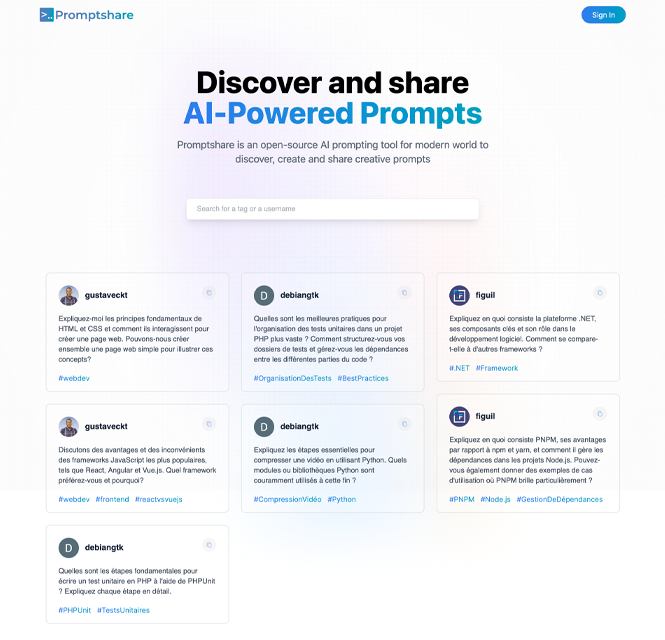 >_. Promptshare
Sign In
Discover and share
AI-Powered Prompts
Promptshare is an open-source AI prompting tool for modern world to
discover, create and share creative prompts
Search for a tag or a username
gustaveckt
Expliquez-moi les principes fondamentaux de
HTML et CSS et comment ils interagissent pour
créer une page web. Pouvons-nous créer
ensemble une page web simple pour illustrer ces
concepts?
#webdev
gustaveckt
Discutons des avantages et des inconvénients
des frameworks JavaScript les plus populaires,
tels que React, Angular et Vue.js. Quel framework
préférez-vous et pourquoi?
#webdev #frontend #reactvsvuejs
D debiangtk
Quelles sont les étapes fondamentales pour
écrire un test unitaire en PHP à l'aide de PHPUnit
? Expliquez chaque étape en détail.
#PHPUnit #TestsUnitaires
D debiangtk
Quelles sont les meilleures pratiques pour
l'organisation des tests unitaires dans un projet
PHP plus vaste ? Comment structurez-vous vos
dossiers de tests et gérez-vous les dépendances
entre les différentes parties du code ?
#OrganisationDesTests #BestPractices
D debiangtk
Expliquez les étapes essentielles pour
compresser une vidéo en utilisant Python. Quels
modules ou bibliothèques Python sont
couramment utilisés à cette fin ?
#CompressionVidéo #Python
figuil
Expliquez en quoi consiste la plateforme .NET,
ses composants clés et son rôle dans le
développement logiciel. Comment se compare-
t-elle à d'autres frameworks ?
#.NET #Framework
figuil
Expliquez en quoi consiste PNPM, ses avantages
par rapport à npm et yarn, et comment il gère les
dépendances dans les projets Node.js. Pouvez-
vous également donner des exemples de cas
d'utilisation où PNPM brille particulièrement ?
#PNPM #Node.js #GestionDeDépendances